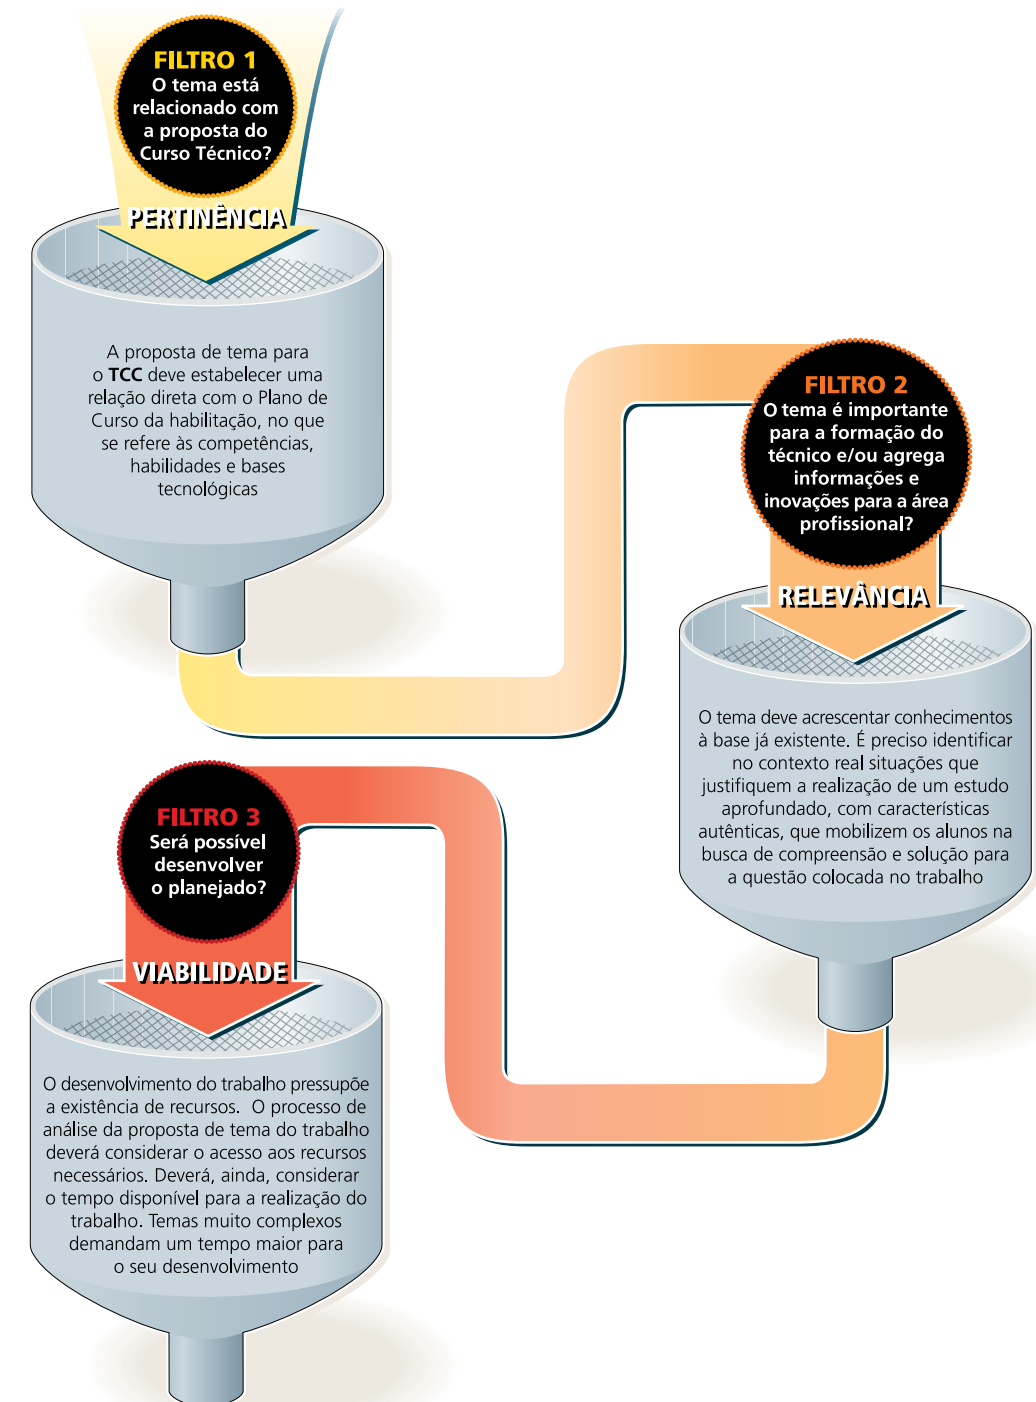 FILTRO 1
O tema está
relacionado com
a proposta do
Curso Técnico?
PERTINÊNCIA
A proposta de tema para
o TCC deve estabelecer uma
relação direta com o Plano de
Curso da habilitação, no que
se refere às competências,
habilidades e bases
tecnológicas
FILTRO 2
O tema é importante
para a formação do
técnico e/ou agrega
informações e
inovações para a área
profissional?
RELEVÂNCIA
O tema deve acrescentar conhecimentos
à base já existente. É preciso identificar
no contexto real situações que
justifiquem a realização de um estudo
aprofundado, com características
autênticas, que mobilizem os alunos na
busca de compreensão e solução para
a questão colocada no trabalho
FILTRO 3
Será possível
desenvolver
o planejado?
VIABILIDADE
O desenvolvimento do trabalho pressupõe
a existência de recursos.  O processo de
análise da proposta de tema do trabalho
deverá considerar o acesso aos recursos
necessários. Deverá, ainda, considerar
o tempo disponível para a realização do
trabalho. Temas muito complexos
demandam um tempo maior para
o seu desenvolvimento